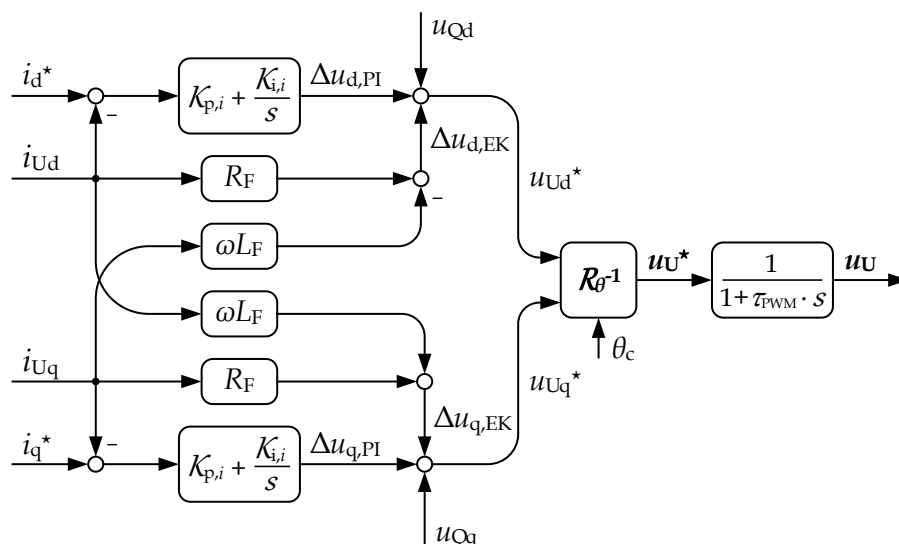 u_Qd
i_d* K_p,i + K_i,i/s Δu_d,PI
–
Δu_d,EK
i_Ud R_F
–
u_Ud*
ωL_F
R_θ⁻¹ u_U* 1/(1+τ_PWM · s) u_U
ωL_F
θ_c
i_Uq R_F u_Uq*
Δu_q,EK
–
i_q* K_p,i + K_i,i/s Δu_q,PI
u_Qq